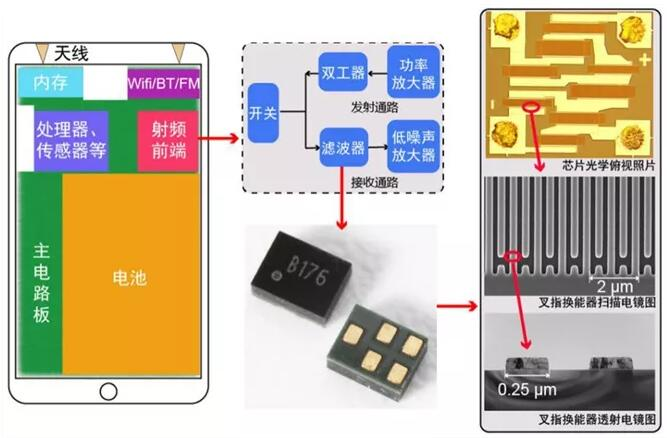 天线
内存
Wifi/BT/FM
处理器、
传感器等
射频
前端
主电路板
电池
开关
双工器
功率
放大器
发射通路
滤波器
低噪声
放大器
接收通路
B176
芯片光学俯视照片
2 μm
叉指换能器扫描电镜图
0.25 μm
叉指换能器透射电镜图